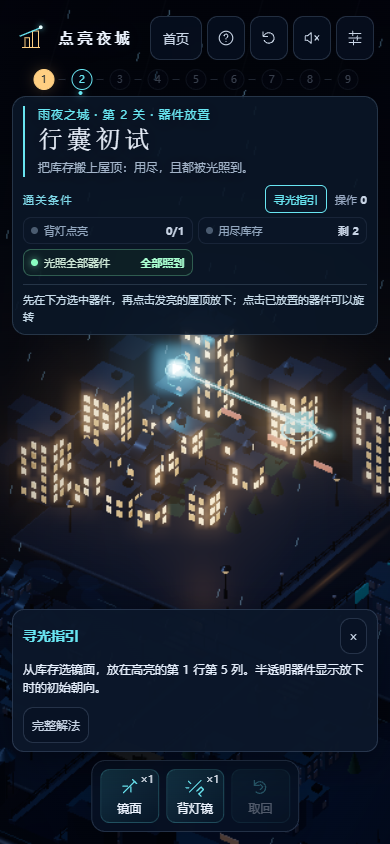 点亮夜城
首页
1 2 3 4 5 6 7 8 9
雨夜之城·第 2 关·器件放置
行囊初试
把库存搬上屋顶：用尽，且都被光照到。
通关条件
寻光指引
操作 0
背灯点亮 0/1
用尽库存 剩 2
光照全部器件 全部照到
先在下方选中器件，再点击发亮的屋顶放下；点击已放置的器件可以旋
转
寻光指引
×
从库存选镜面，放在高亮的第 1 行第 5 列。半透明器件显示放下
时的初始朝向。
完整解法
×1
镜面
×1
背灯镜
取回